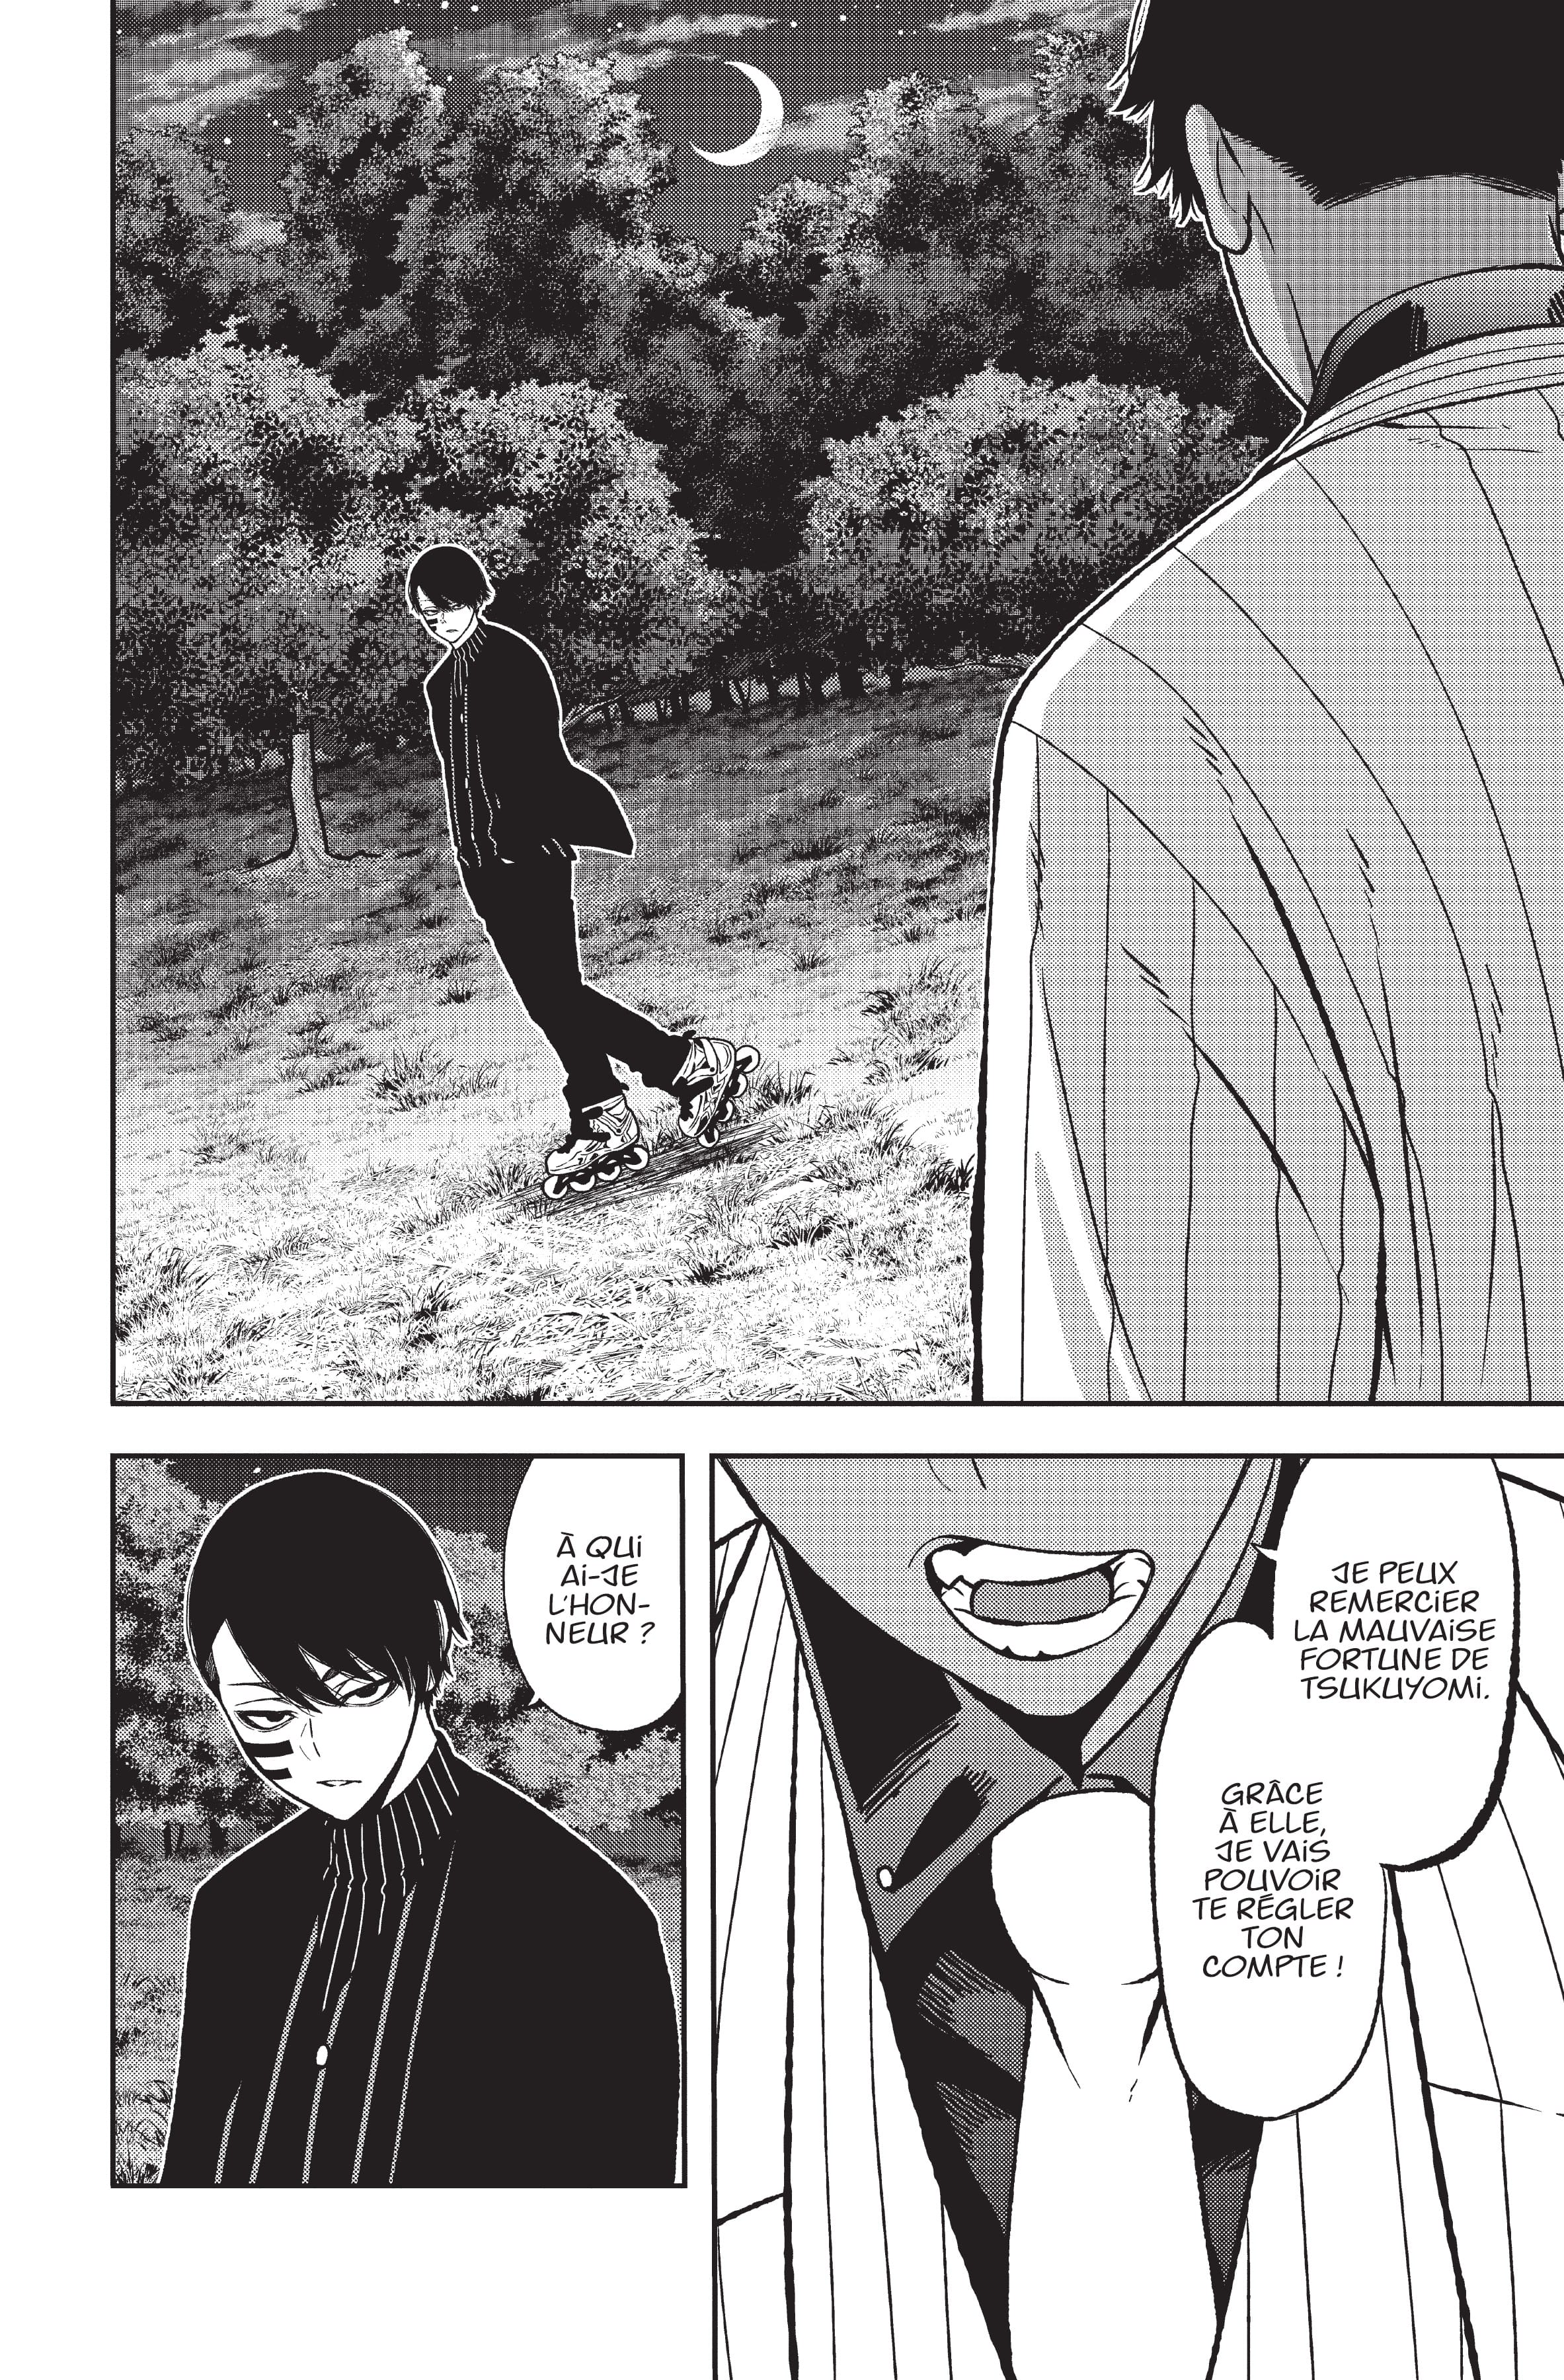 JE PEUX
REMERCIER
LA MAUVAISE
FORTUNE DE
TSUKUYOMI.
GRÂCE
À ELLE,
JE VAIS
POUVOIR
TE RÉGLER
TON
COMPTE !
À QUI
AI-JE
L'HON-
NEUR ?